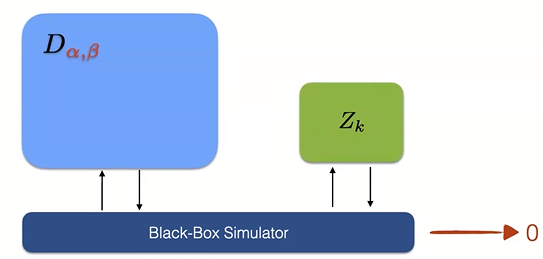 D_{α,β}
Z_k
Black-Box Simulator
0